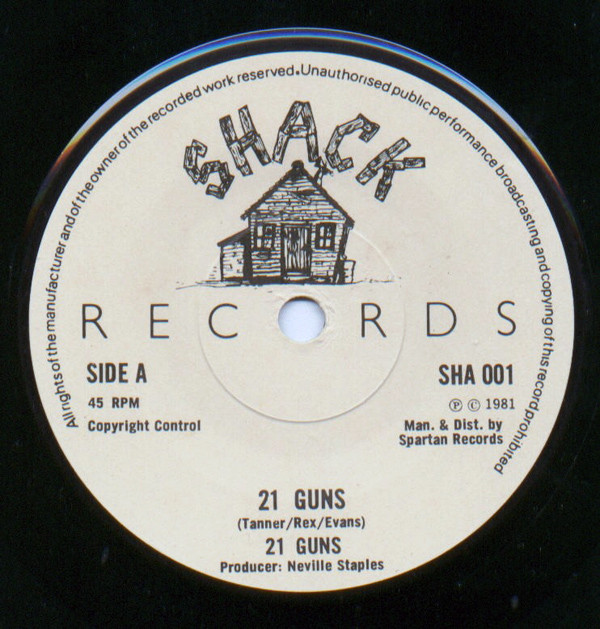 All rights of the manufacturer and of the owner of the recorded work reserved. Unauthorised public performance broadcasting and copying of this record prohibited
SHACK
RECORDS
SIDE A
SHA 001
45 RPM
Ⓟ © 1981
Copyright Control
Man. & Dist. by
Spartan Records
21 GUNS
(Tanner/Rex/Evans)
21 GUNS
Producer: Neville Staples